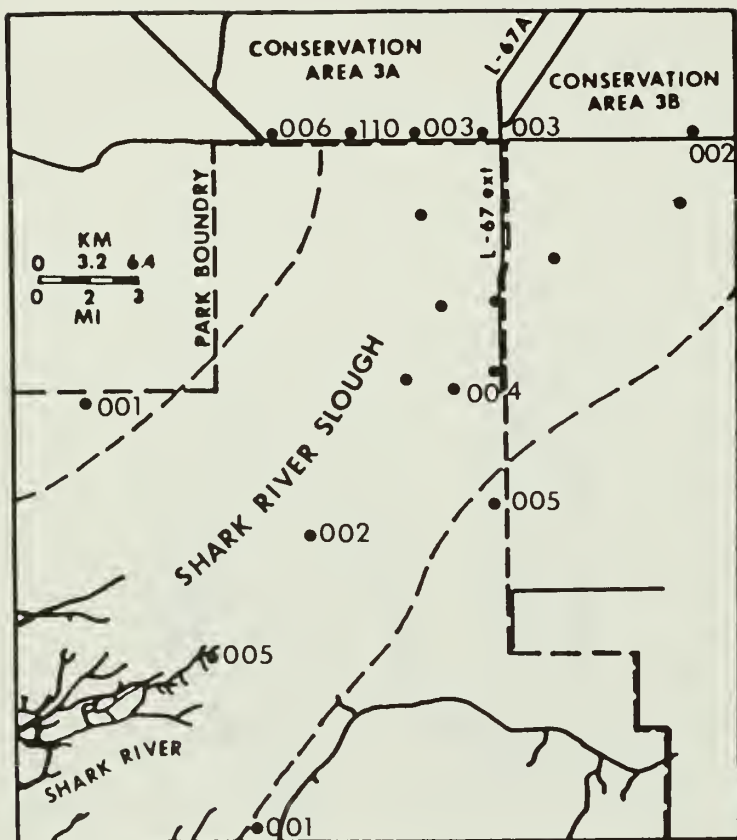 CONSERVATION
AREA 3A
L-67A
CONSERVATION
AREA 3B
006
110
003
003
002
PARK BOUNDRY
L-67 ext
KM
0 3.2 6.4
0 2 3
MI
001
004
SHARK RIVER SLOUGH
005
002
005
SHARK RIVER
001